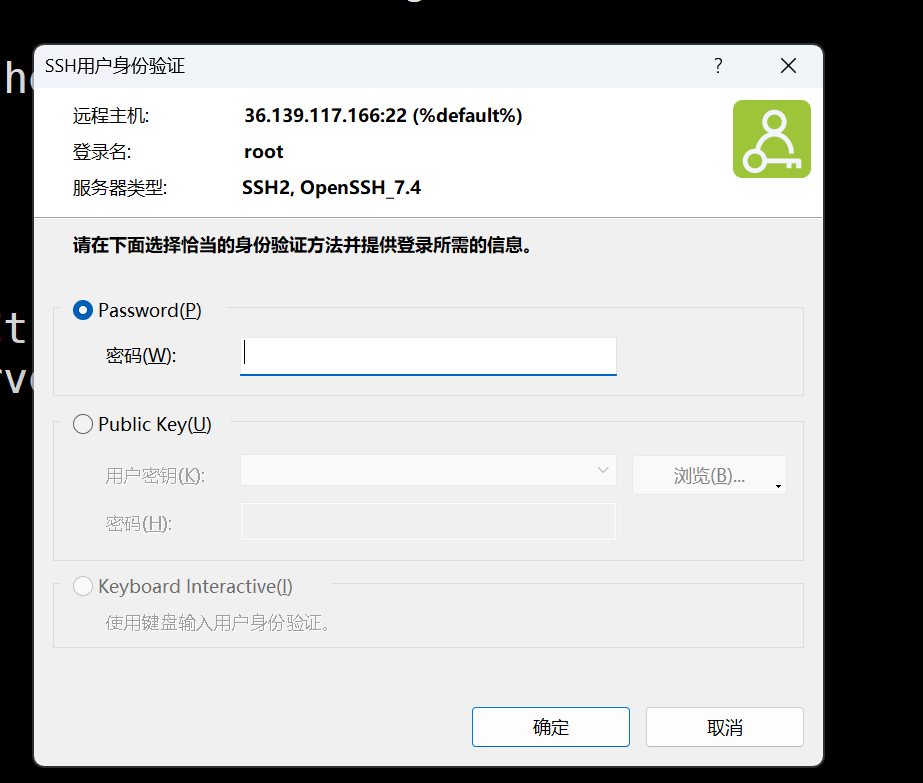 SSH用户身份验证
?
远程主机: 36.139.117.166:22 (%default%)
登录名: root
服务器类型: SSH2, OpenSSH_7.4
请在下面选择恰当的身份验证方法并提供登录所需的信息。
Password(P)
密码(W):
Public Key(U)
用户密钥(K): 浏览(B)...
密码(H):
Keyboard Interactive(I)
使用键盘输入用户身份验证。
确定 取消